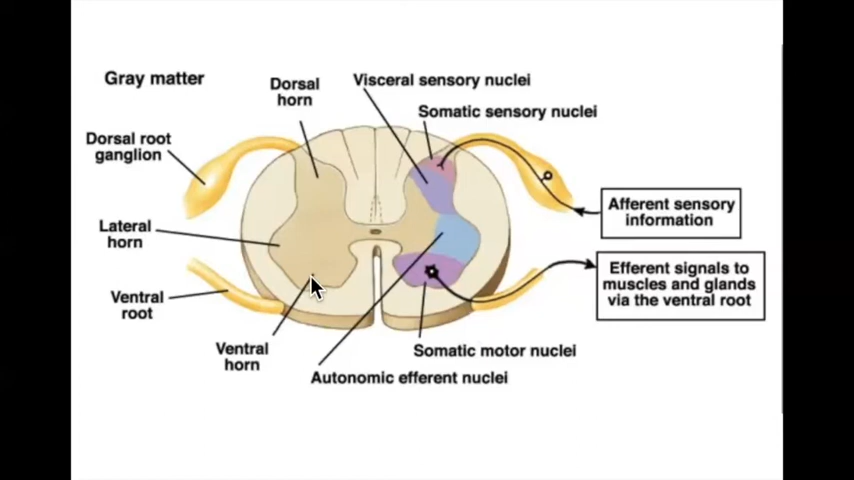 Gray matter
Dorsal
horn
Visceral sensory nuclei
Somatic sensory nuclei
Dorsal root
ganglion
Afferent sensory
information
Lateral
horn
Efferent signals to
muscles and glands
via the ventral root
Ventral
root
Ventral
horn
Somatic motor nuclei
Autonomic efferent nuclei